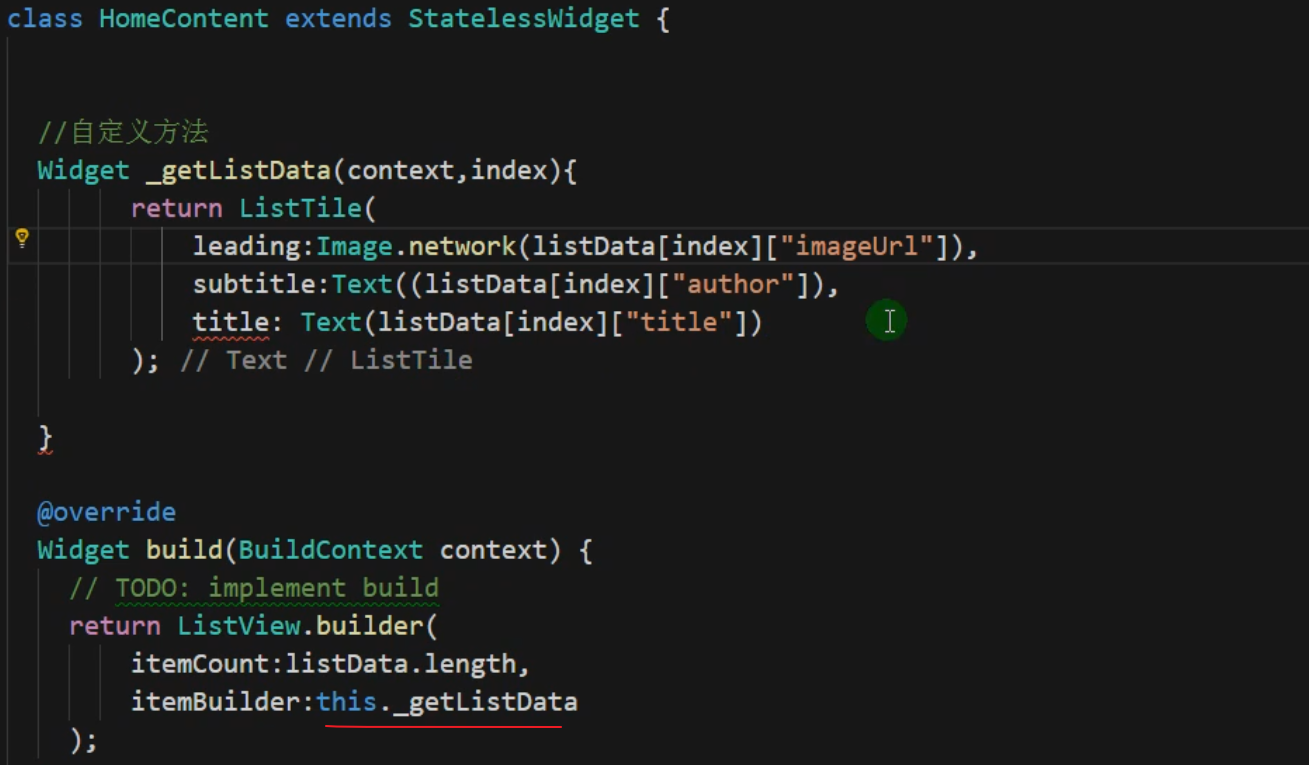 class HomeContent extends StatelessWidget {
//自定义方法
Widget _getListData(context,index){
return ListTile(
leading:Image.network(listData[index]["imageUrl"]),
subtitle:Text((listData[index]["author"]),
title: Text(listData[index]["title"])
); // Text // ListTile
}
@override
Widget build(BuildContext context) {
// TODO: implement build
return ListView.builder(
itemCount:listData.length,
itemBuilder:this._getListData
);